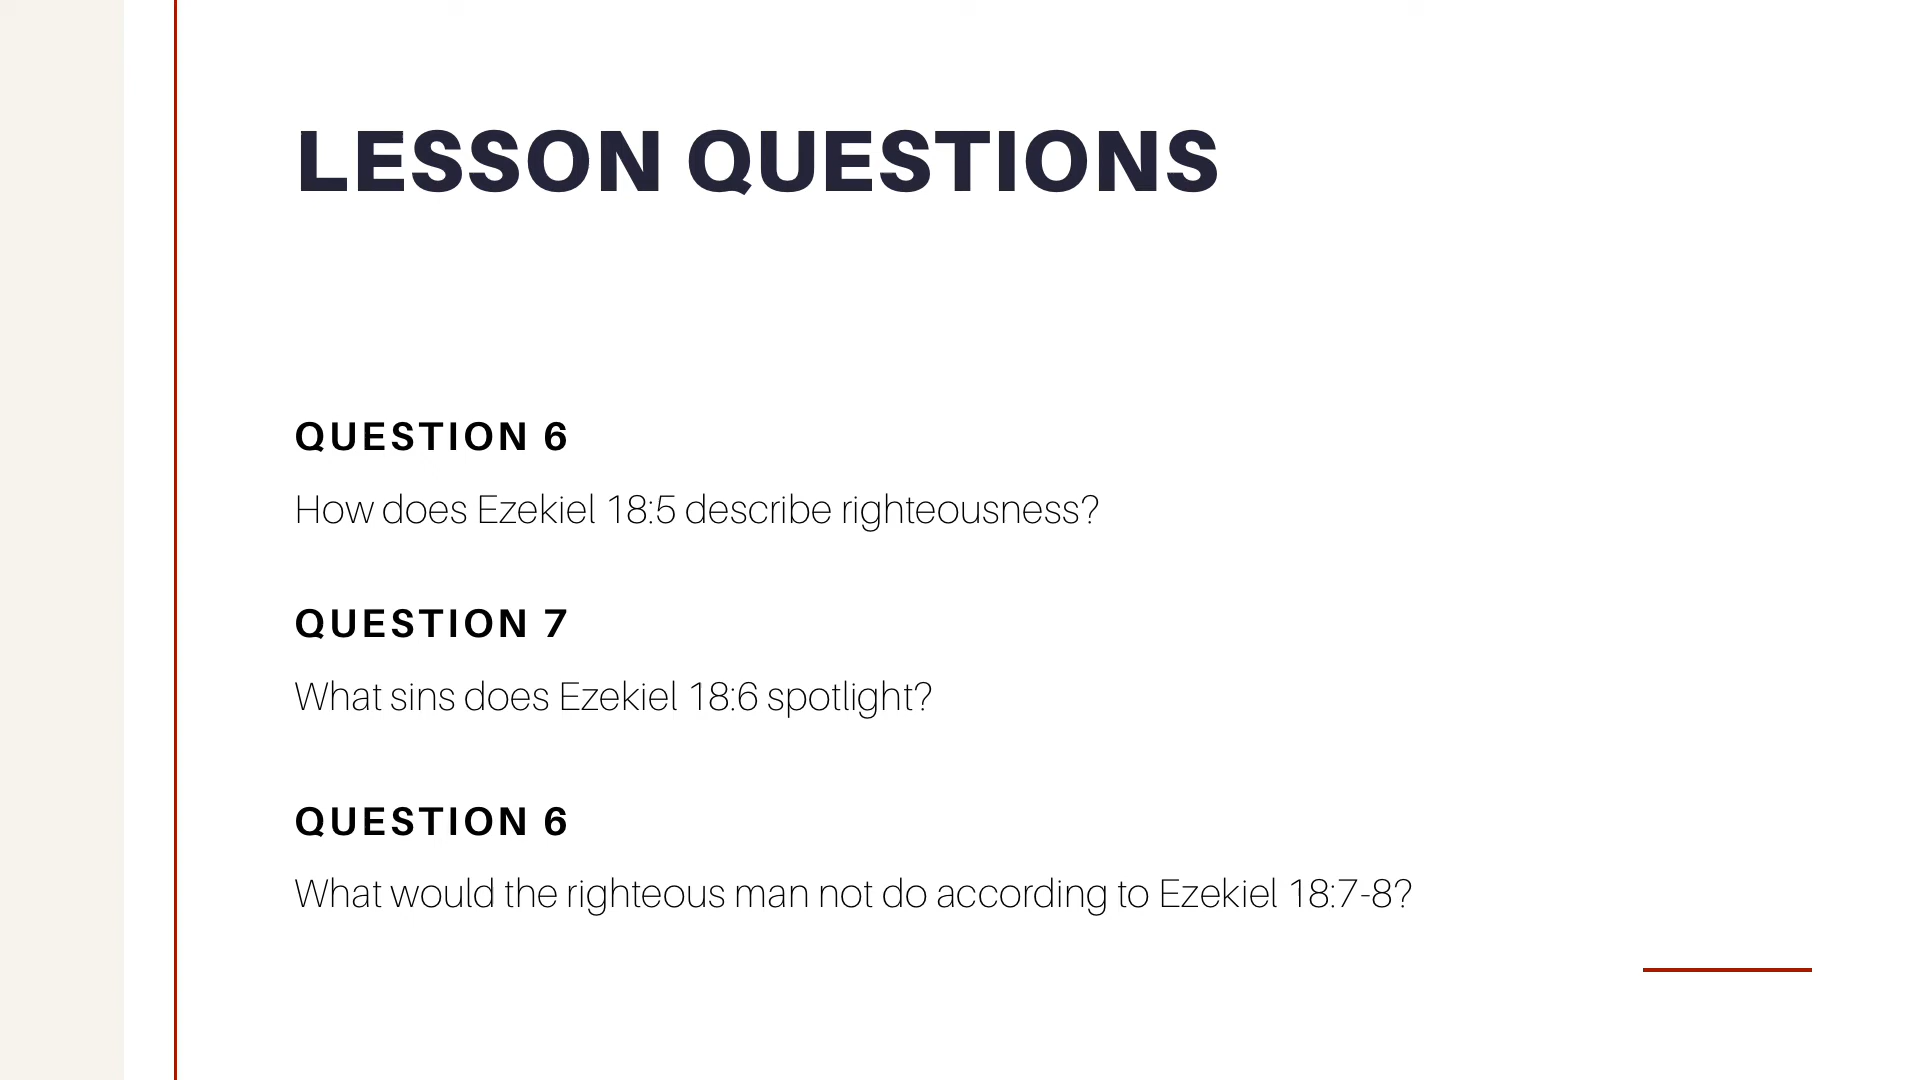 LESSON QUESTIONS
QUESTION 6
How does Ezekiel 18:5 describe righteousness?
QUESTION 7
What sins does Ezekiel 18:6 spotlight?
QUESTION 6
What would the righteous man not do according to Ezekiel 18:7-8?